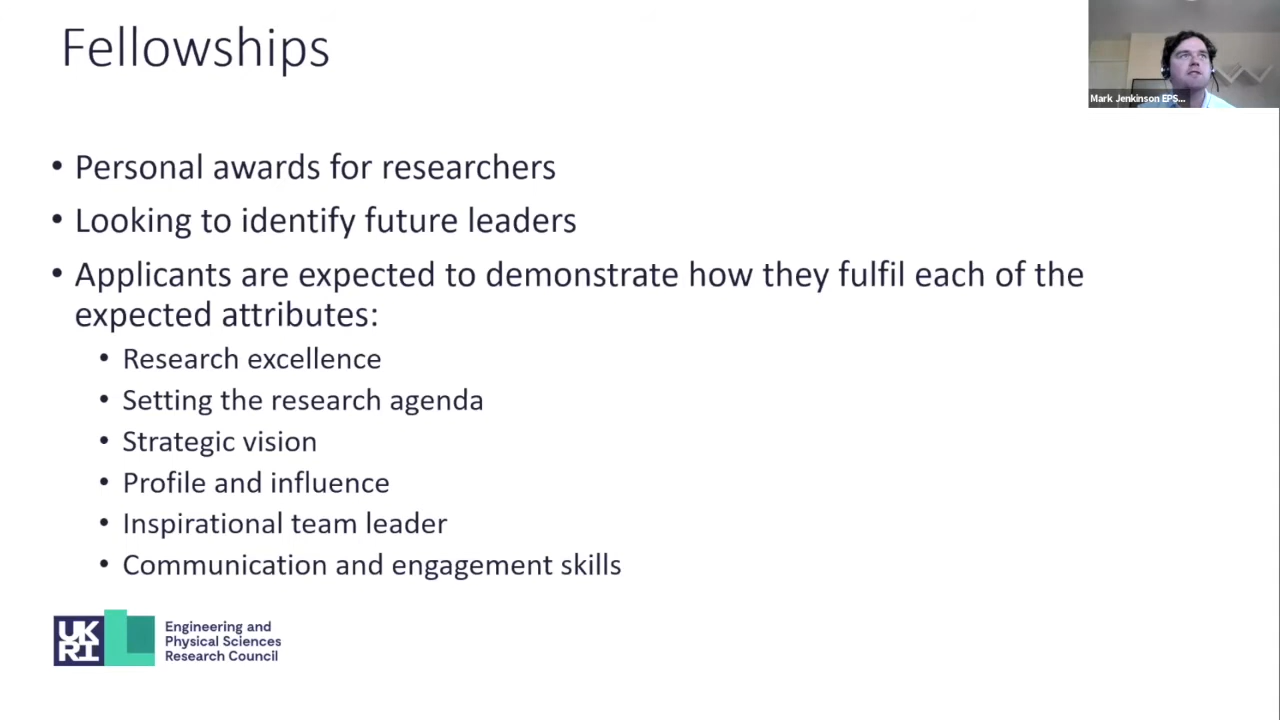 Fellowships
Mark Jenkinson EPS...
• Personal awards for researchers
• Looking to identify future leaders
• Applicants are expected to demonstrate how they fulfil each of the
expected attributes:
• Research excellence
• Setting the research agenda
• Strategic vision
• Profile and influence
• Inspirational team leader
• Communication and engagement skills
UK
RI
Engineering and
Physical Sciences
Research Council